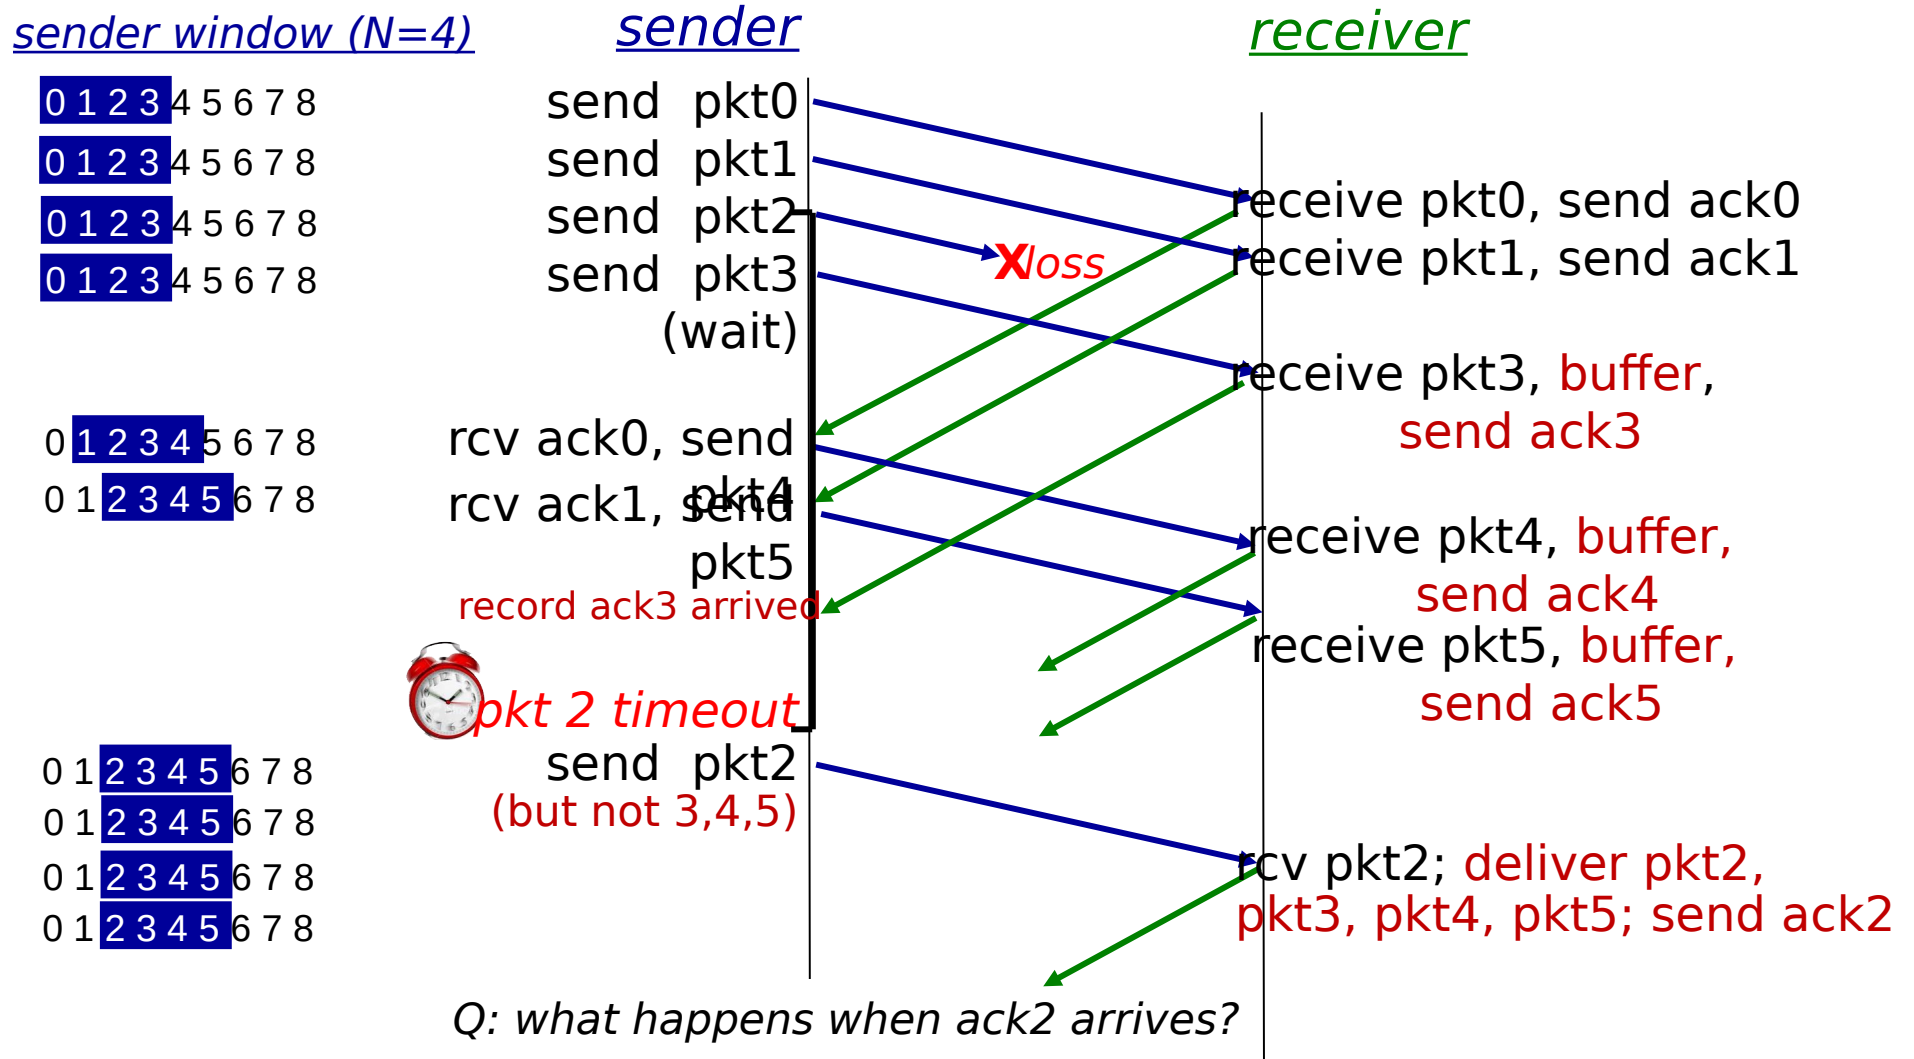 sender window (N=4)
sender
receiver
0 1 2 3 4 5 6 7 8
send pkt0
0 1 2 3 4 5 6 7 8
send pkt1
receive pkt0, send ack0
0 1 2 3 4 5 6 7 8
send pkt2
Xloss
receive pkt1, send ack1
0 1 2 3 4 5 6 7 8
send pkt3
(wait)
receive pkt3, buffer,
send ack3
0 1 2 3 4 5 6 7 8
rcv ack0, send
pkt4
0 1 2 3 4 5 6 7 8
rcv ack1, send
pkt5
receive pkt4, buffer,
send ack4
record ack3 arrived
receive pkt5, buffer,
send ack5
pkt 2 timeout
0 1 2 3 4 5 6 7 8
send pkt2
(but not 3,4,5)
0 1 2 3 4 5 6 7 8
0 1 2 3 4 5 6 7 8
rcv pkt2; deliver pkt2,
pkt3, pkt4, pkt5; send ack2
0 1 2 3 4 5 6 7 8
Q: what happens when ack2 arrives?